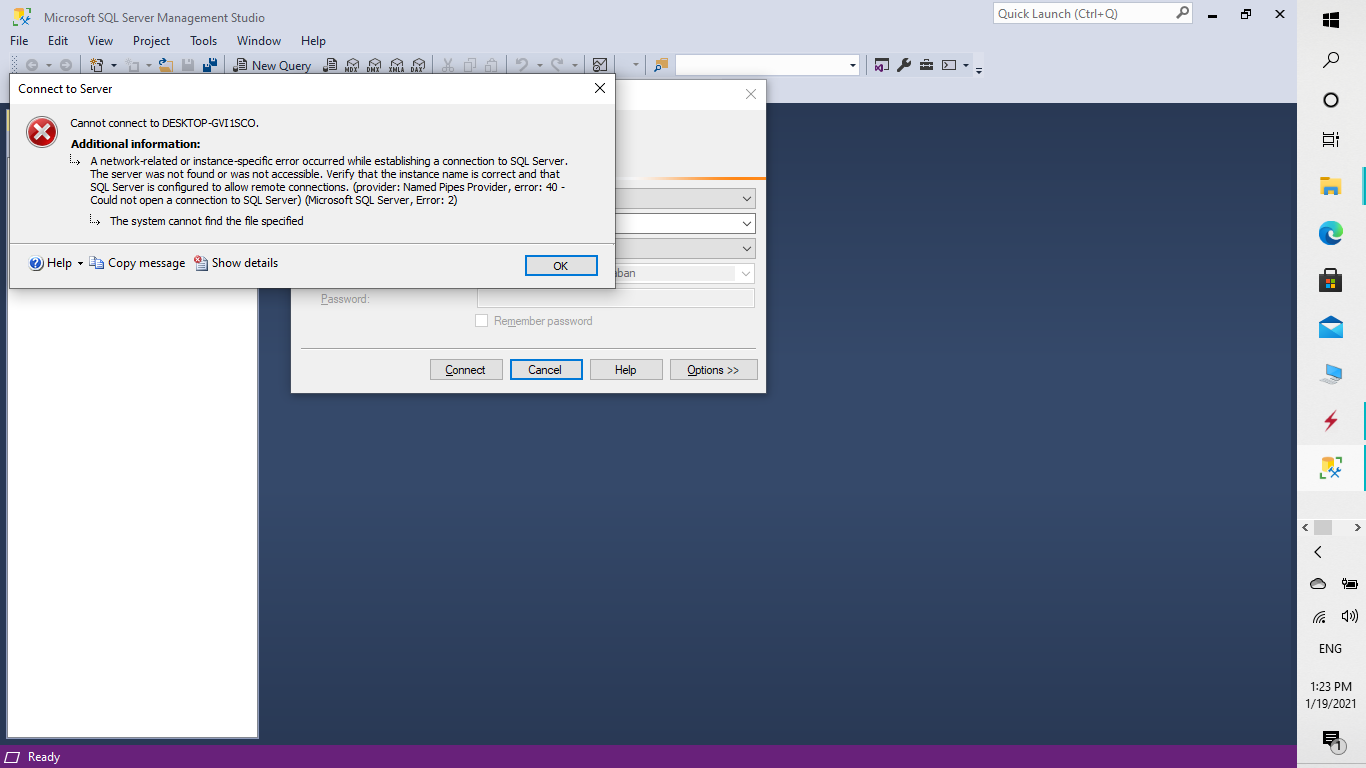 Microsoft SQL Server Management Studio
Quick Launch (Ctrl+Q)
File Edit View Project Tools Window Help
New Query MDX DMX XMLA DAX
Connect to Server
Cannot connect to DESKTOP-GVI1SCO.
Additional information:
A network-related or instance-specific error occurred while establishing a connection to SQL Server.
The server was not found or was not accessible. Verify that the instance name is correct and that
SQL Server is configured to allow remote connections. (provider: Named Pipes Provider, error: 40 -
Could not open a connection to SQL Server) (Microsoft SQL Server, Error: 2)
The system cannot find the file specified
Help Copy message Show details OK
Password:
Remember password
Connect Cancel Help Options >>
ENG
1:23 PM
1/19/2021
1
Ready